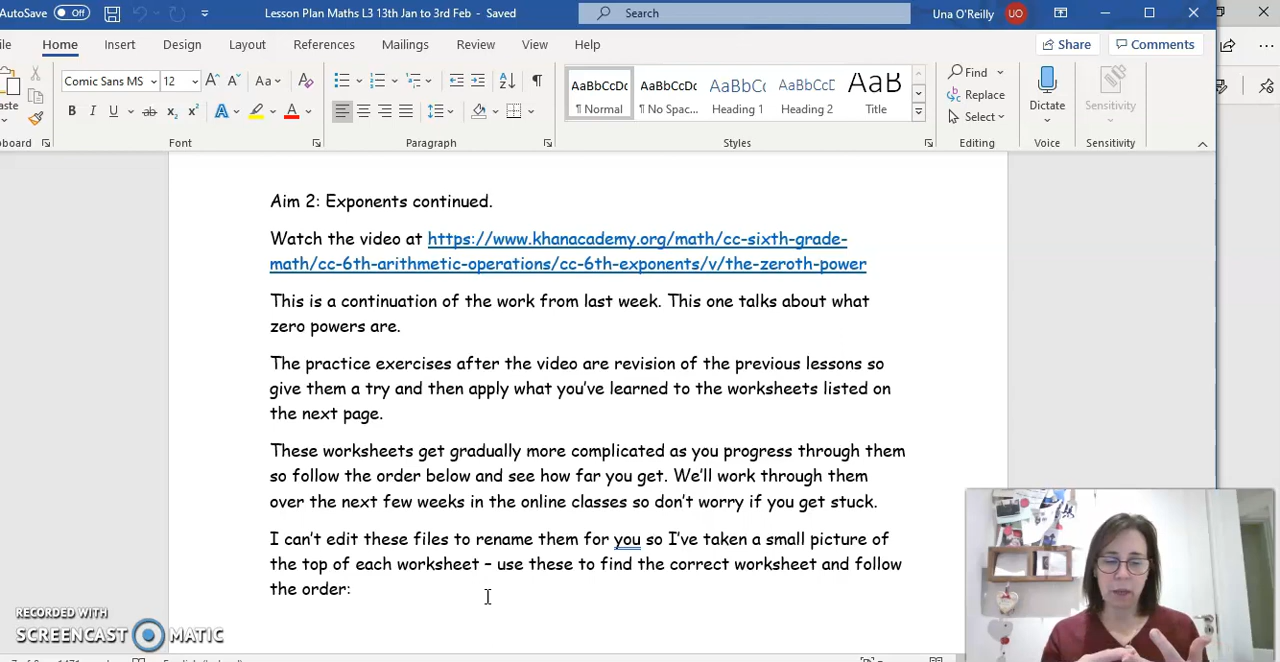 AutoSave Off Lesson Plan Maths L3 13th Jan to 3rd Feb - Saved Search Una O'Reilly UO
Home Insert Design Layout References Mailings Review View Help Share Comments
Comic Sans MS 12 Aa AaBbCcDc AaBbCcDc AaBbCc AaBbCcD AaB Find
Replace
Select
¶ Normal ¶ No Spac... Heading 1 Heading 2 Title Dictate Sensitivity
Font Paragraph Styles Editing Voice Sensitivity
Aim 2: Exponents continued.
Watch the video at https://www.khanacademy.org/math/cc-sixth-grade-
math/cc-6th-arithmetic-operations/cc-6th-exponents/v/the-zeroth-power
This is a continuation of the work from last week. This one talks about what
zero powers are.
The practice exercises after the video are revision of the previous lessons so
give them a try and then apply what you've learned to the worksheets listed on
the next page.
These worksheets get gradually more complicated as you progress through them
so follow the order below and see how far you get. We'll work through them
over the next few weeks in the online classes so don't worry if you get stuck.
I can't edit these files to rename them for you so I've taken a small picture of
the top of each worksheet – use these to find the correct worksheet and follow
the order:
RECORDED WITH
SCREENCAST MATIC